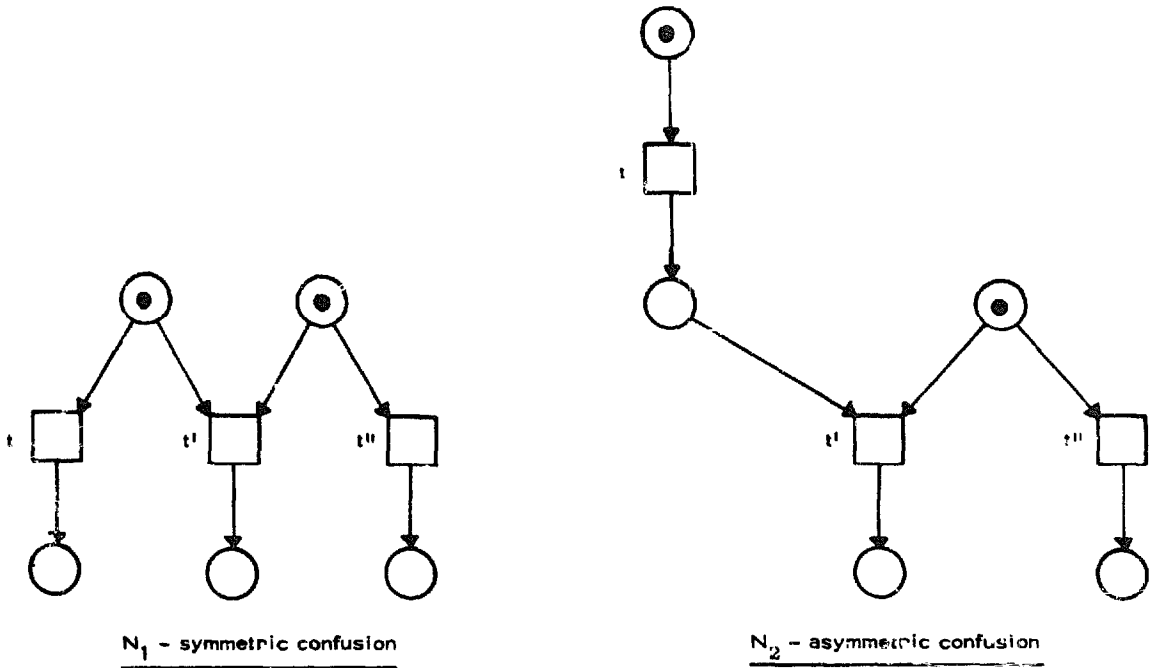 t
t
t'
t"
t'
t"
N₁ - symmetric confusion
N₂ - asymmetric confusion